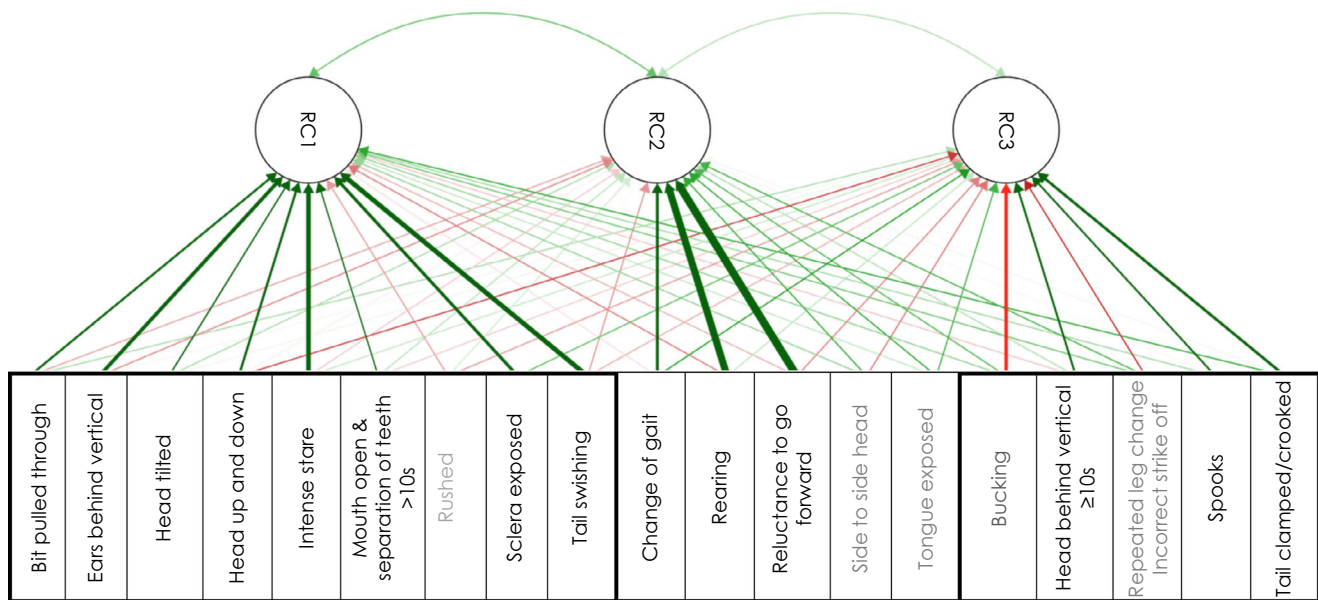 RC1
RC2
RC3
Bit pulled through
Ears behind vertical
Head tilted
Head up and down
Intense stare
Mouth open &
separation of teeth
>10s
Rushed
Sclera exposed
Tail swishing
Change of gait
Rearing
Reluctance to go
forward
Side to side head
Tongue exposed
Bucking
Head behind vertical
≥10s
Repeated leg change
Incorrect strike off
Spooks
Tail clamped/crooked